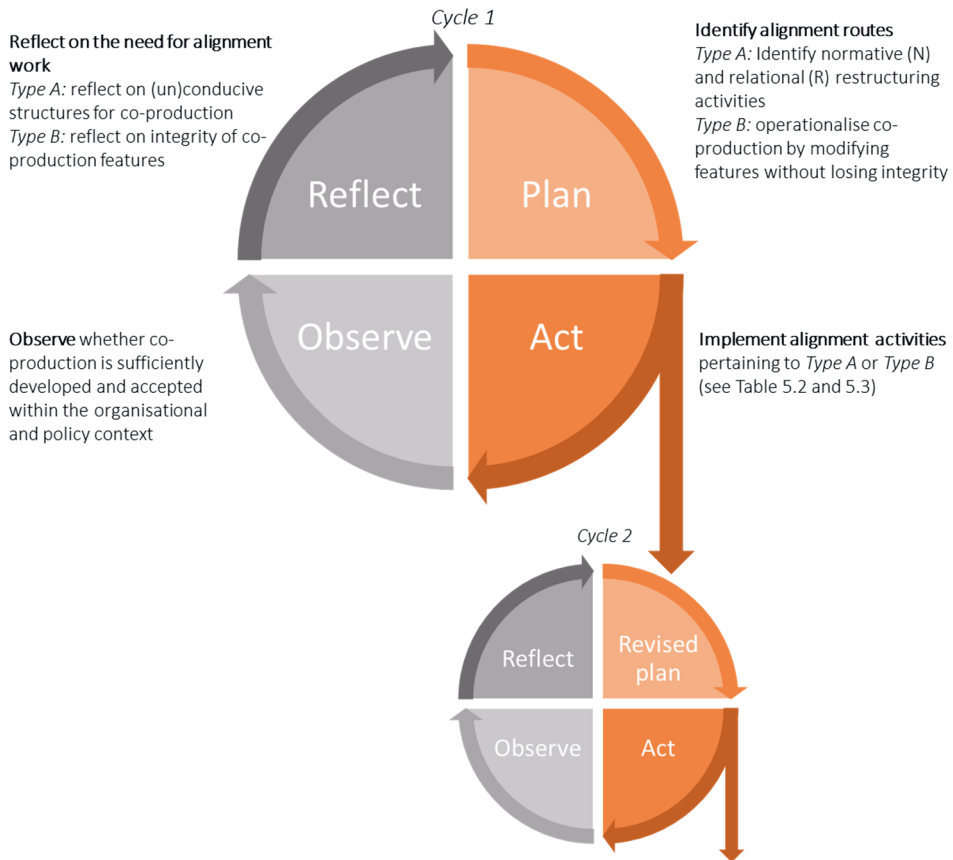 Cycle 1
Reflect on the need for alignment
work
Type A: reflect on (un)conducive
structures for co-production
Type B: reflect on integrity of co-
production features
Identify alignment routes
Type A: Identify normative (N)
and relational (R) restructuring
activities
Type B: operationalise co-
production by modifying
features without losing integrity
Reflect
Plan
Observe
Act
Observe whether co-
production is sufficiently
developed and accepted
within the organisational
and policy context
Implement alignment activities
pertaining to Type A or Type B
(see Table 5.2 and 5.3)
Cycle 2
Reflect
Revised
plan
Observe
Act